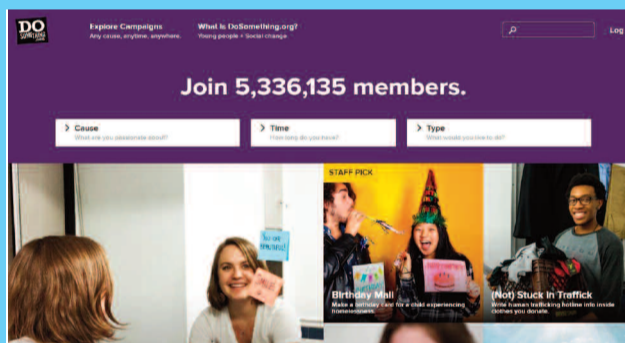 DO
SOMETHING
Explore Campaigns
Any cause, anytime, anywhere.
What is DoSomething.org?
Young people + Social change.
Log
Join 5,336,135 members.
Cause
What are you passionate about?
Time
How long do you have?
Type
What would you like to do?
STAFF PICK
Birthday Mail
Make a birthday card for a child experiencing
homelessness.
(Not) Stuck In Traffick
Write human trafficking hotline into inside
clothes you donate.